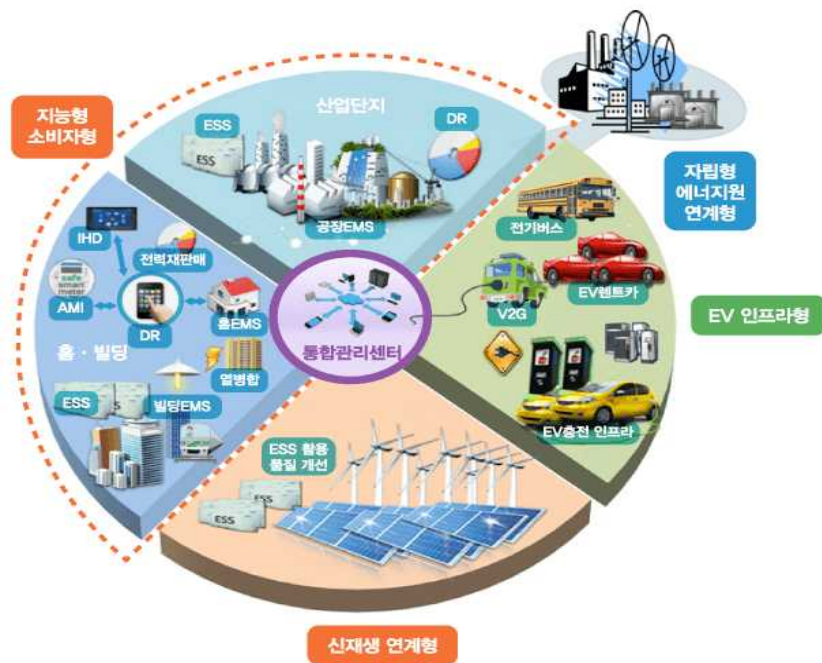 지능형
소비자형
산업단지
ESS
DR
ESS
공장EMS
자립형
에너지원
연계형
IHD
전력재판매
safe
smart
meter
AMI
DR
홈EMS
홈 · 빌딩
열병합
ESS
빌딩EMS
통합관리센터
전기버스
EV렌트카
V2G
EV충전 인프라
EV 인프라형
ESS 활용
품질 개선
ESS
ESS
신재생 연계형